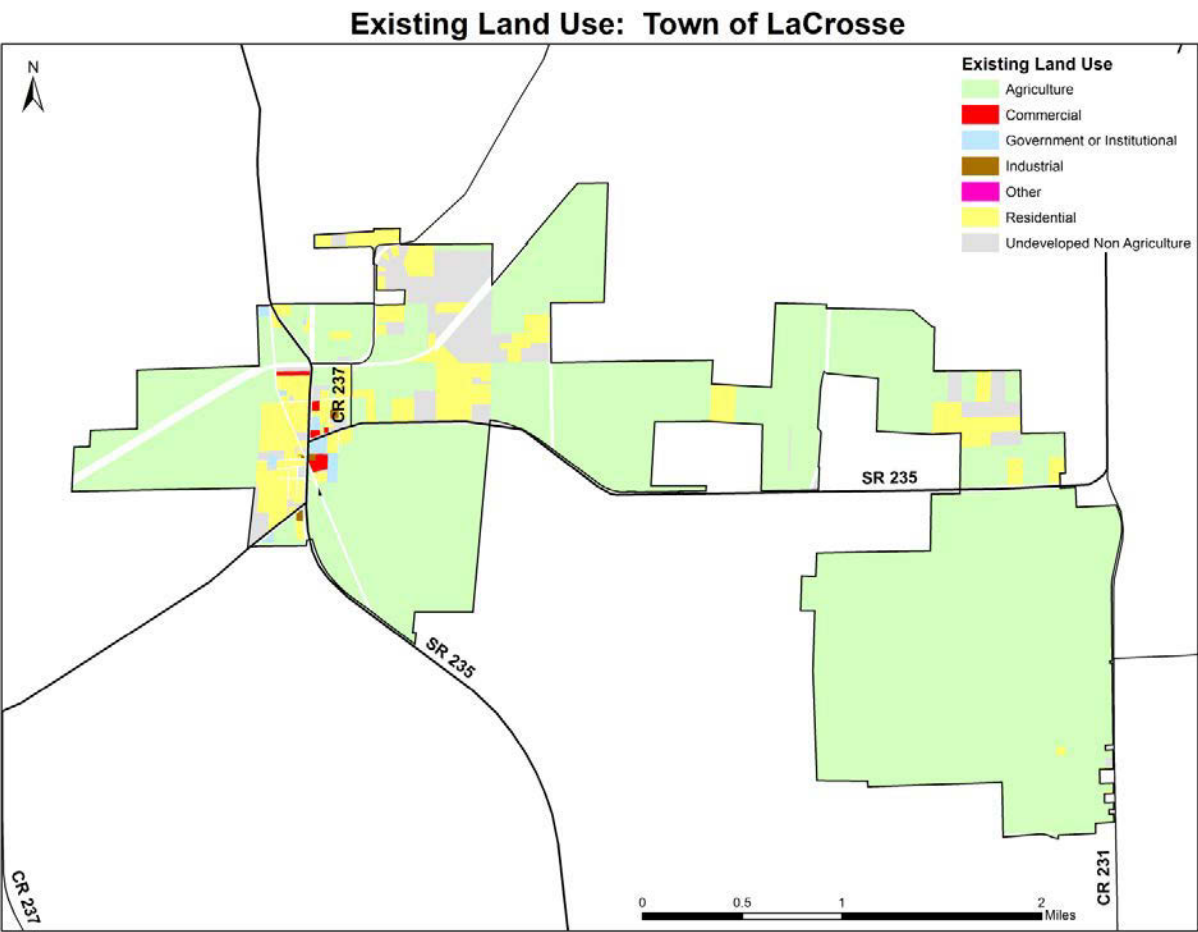 Existing Land Use:  Town of LaCrosse
N
Existing Land Use
Agriculture
Commercial
Government or Institutional
Industrial
Other
Residential
Undeveloped Non Agriculture
CR 237
SR 235
SR 235
CR 237
CR 231
0 0.5 1 2
Miles